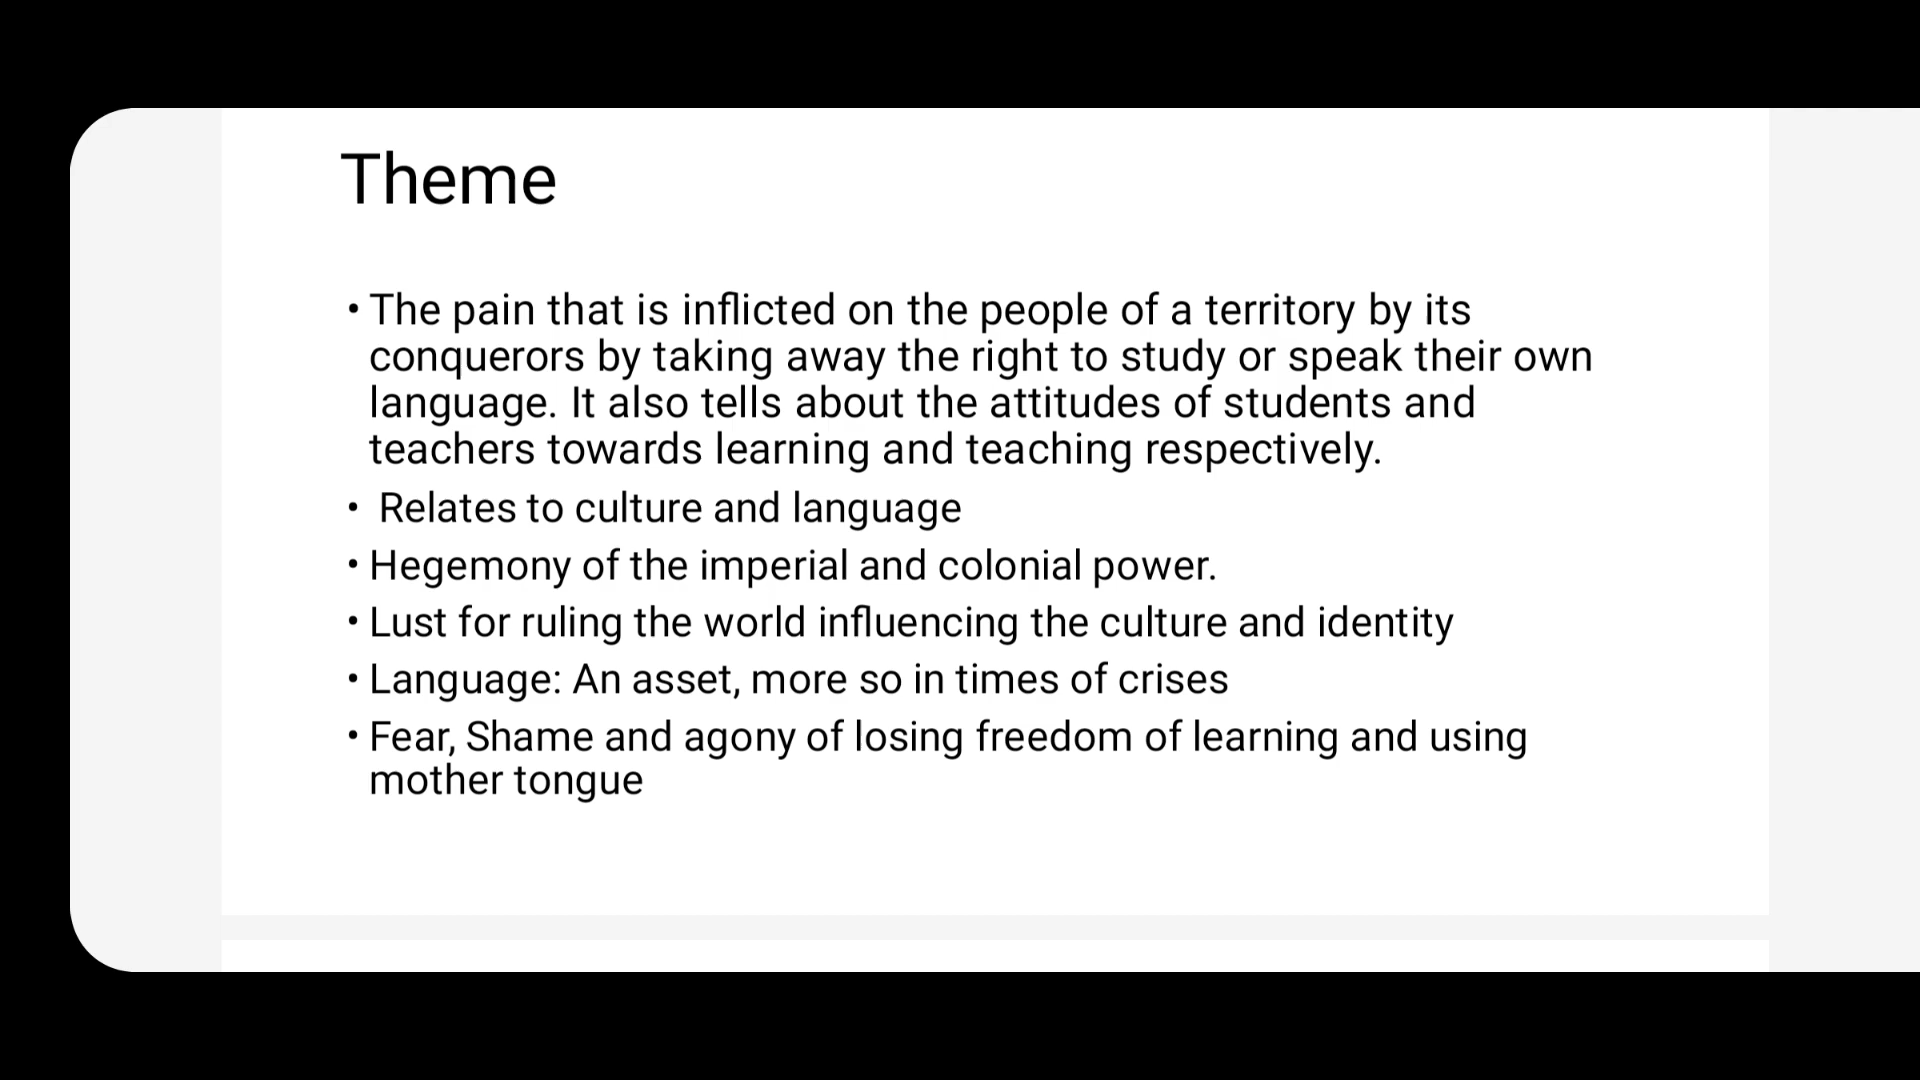 Theme
• The pain that is inflicted on the people of a territory by its
conquerors by taking away the right to study or speak their own
language. It also tells about the attitudes of students and
teachers towards learning and teaching respectively.
• Relates to culture and language
• Hegemony of the imperial and colonial power.
• Lust for ruling the world influencing the culture and identity
• Language: An asset, more so in times of crises
• Fear, Shame and agony of losing freedom of learning and using
mother tongue